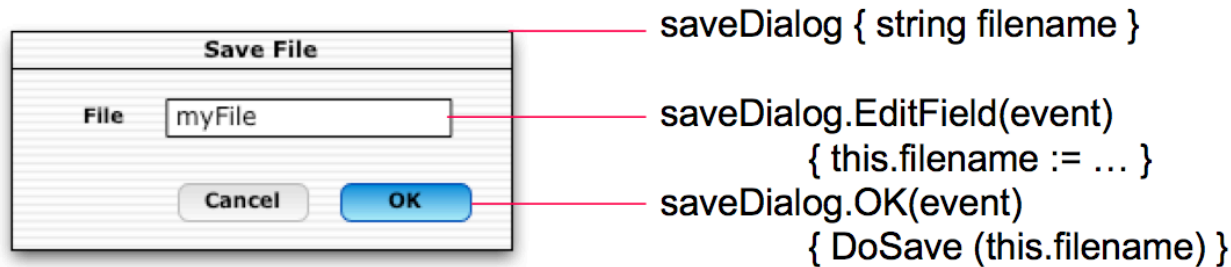 saveDialog { string filename }
Save File
File myFile
saveDialog.EditField(event)
{ this.filename := … }
Cancel OK
saveDialog.OK(event)
{ DoSave (this.filename) }